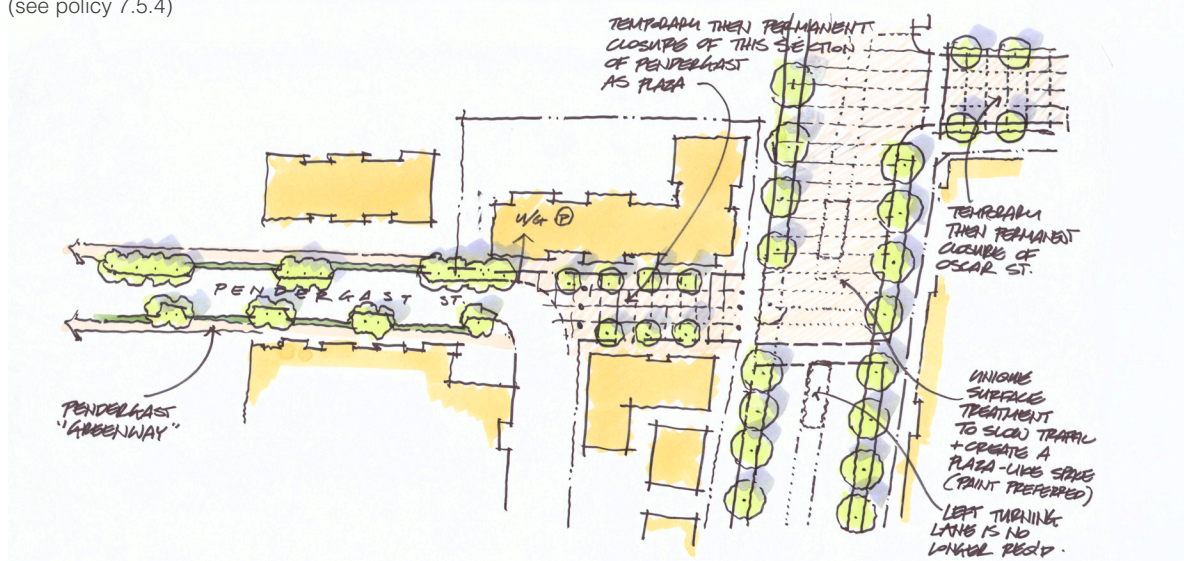 (see policy 7.5.4)
TEMPORARY THEN PERMANENT
CLOSURE OF THIS SECTION
OF PENDERGAST
AS PLAZA
U/G P
PENDERGAST ST.
PENDERGAST
"GREENWAY"
TEMPORARY
THEN PERMANENT
CLOSURE OF
OSCAR ST.
UNIQUE
SURFACE
TREATMENT
TO SLOW TRAFFIC
+ CREATE A
PLAZA-LIKE SPACE
(PAINT PREFERRED)
LEFT TURNING
LANE IS NO
LONGER REQ'D.